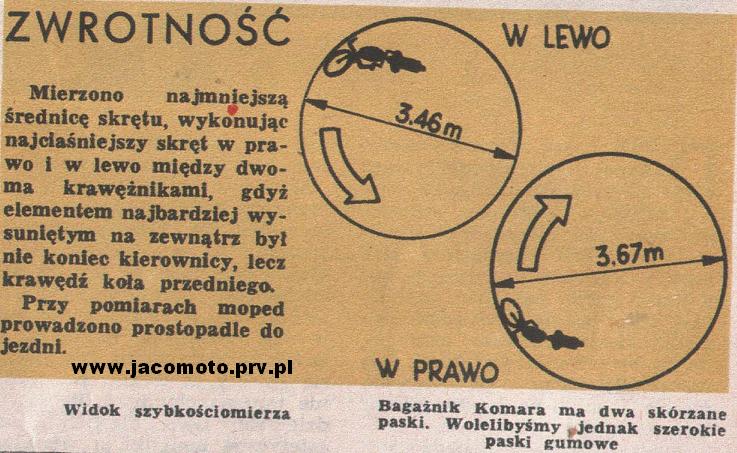 ZWROTNOŚĆ
Mierzono najmniejszą
średnicę skrętu, wykonując
najciaśniejszy skręt w pra-
wo i w lewo między dwo-
ma krawężnikami, gdyż
elementem najbardziej wy-
suniętym na zewnątrz był
nie koniec kierownicy, lecz
krawędź koła przedniego.
Przy pomiarach moped
prowadzono prostopadle do
jezdni.
W LEWO
3.46m
3.67m
W PRAWO
www.jacomoto.prv.pl
Widok szybkościomierza
Bagażnik Komara ma dwa skórzane
paski. Wolelibyśmy jednak szerokie
paski gumowe